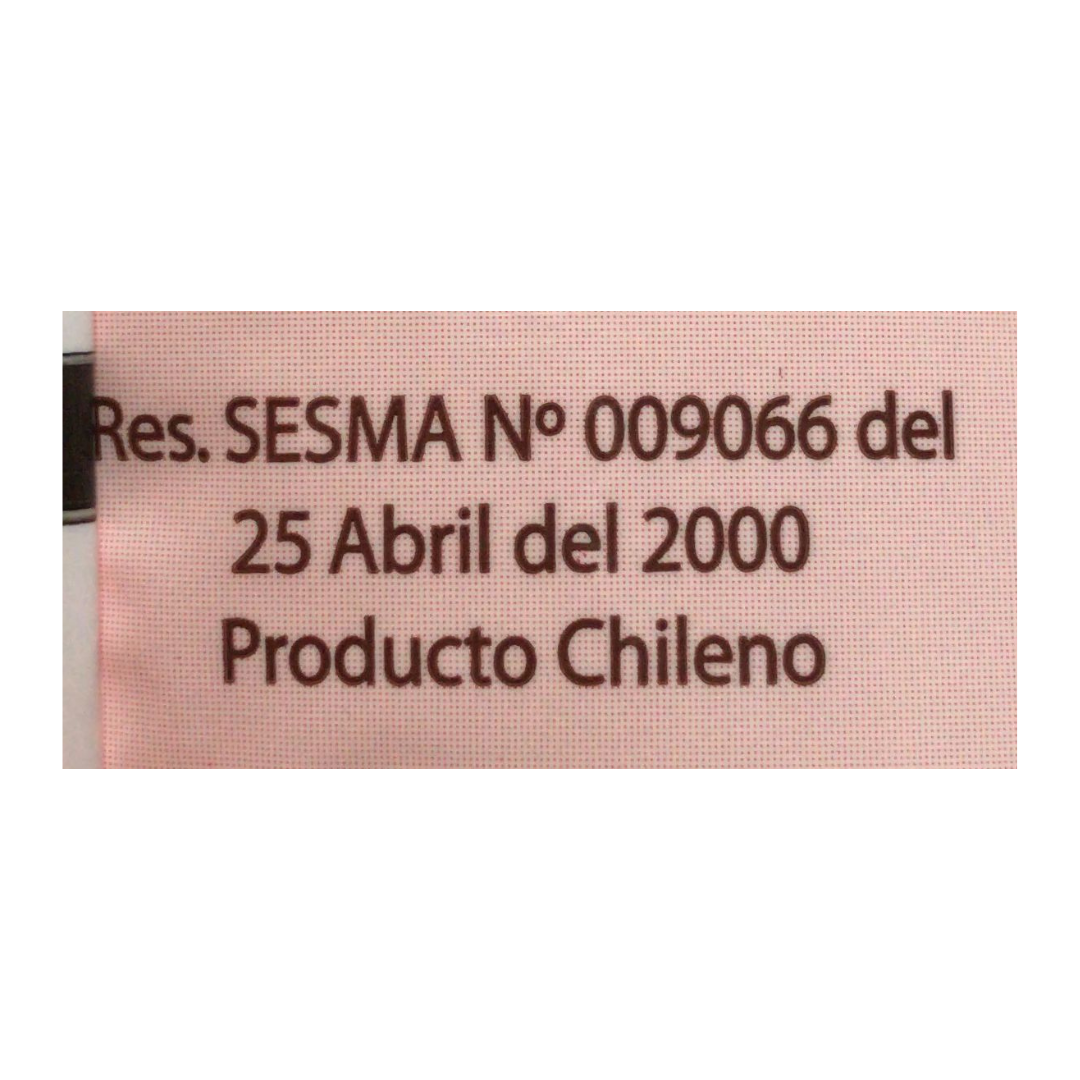 Res. SESMA Nº 009066 del
25 Abril del 2000
Producto Chileno